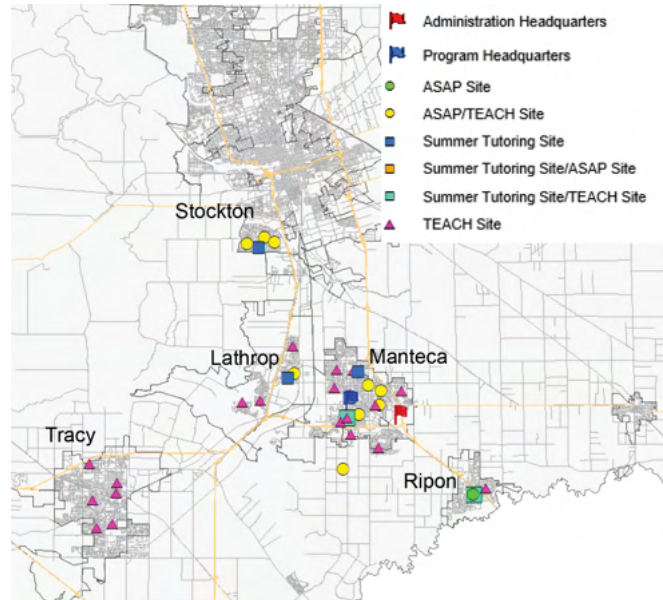 Administration Headquarters
Program Headquarters
ASAP Site
ASAP/TEACH Site
Summer Tutoring Site
Summer Tutoring Site/ASAP Site
Summer Tutoring Site/TEACH Site
TEACH Site
Stockton
Lathrop
Manteca
Tracy
Ripon